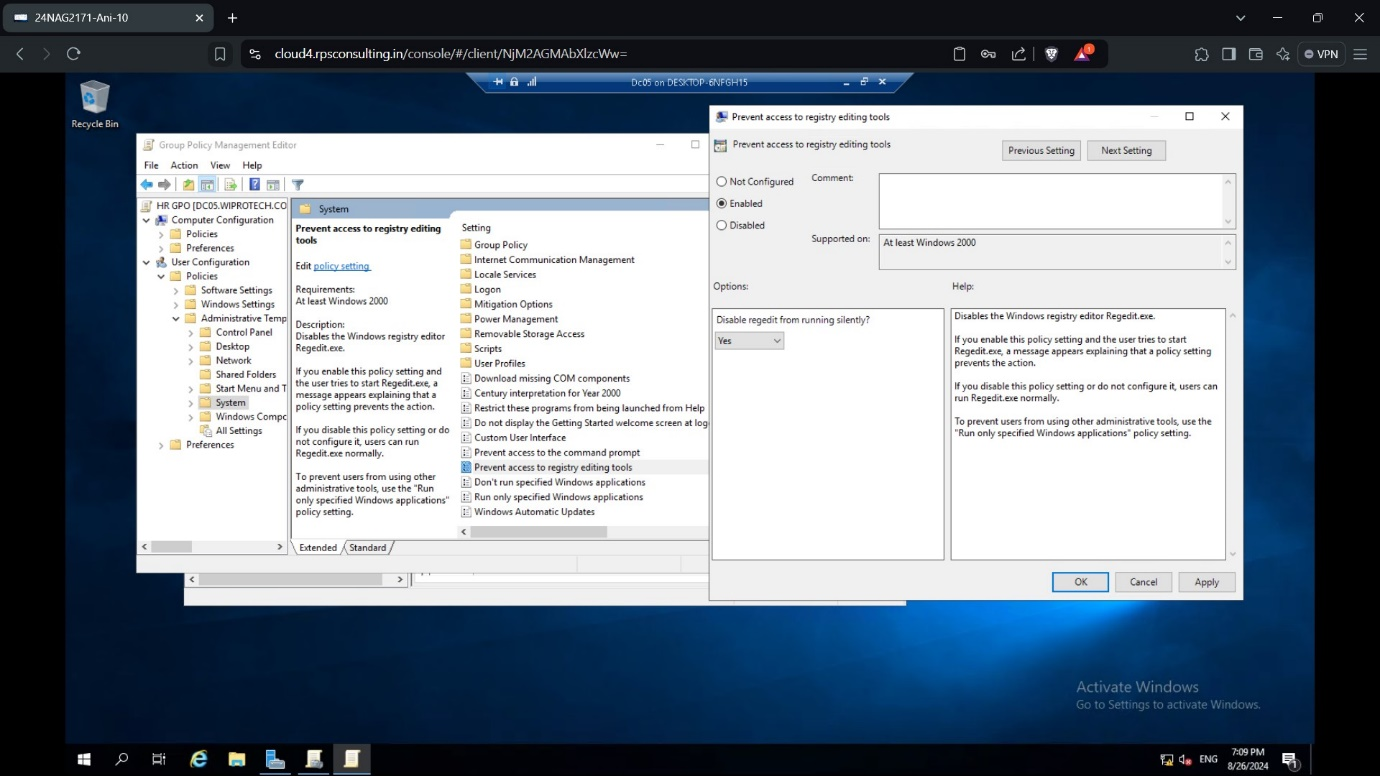 24NAG2171-Ani-10
cloud4.rpsconsulting.in/console/#/client/NjM2AGMAbXlzcWw=
1
VPN
Recycle Bin
Dc05 on DESKTOP-6NFGH15
Group Policy Management Editor
File Action View Help
HR GPO [DC05.WIPROTECH.CO
Computer Configuration
Policies
Preferences
User Configuration
Policies
Software Settings
Windows Settings
Administrative Temp
Control Panel
Desktop
Network
Shared Folders
Start Menu and T
System
Windows Compc
All Settings
Preferences
System
Prevent access to registry editing
tools
Edit policy setting
Requirements:
At least Windows 2000
Description:
Disables the Windows registry editor
Regedit.exe.
If you enable this policy setting and
the user tries to start Regedit.exe, a
message appears explaining that a
policy setting prevents the action.
If you disable this policy setting or do
not configure it, users can run
Regedit.exe normally.
To prevent users from using other
administrative tools, use the "Run
only specified Windows applications"
policy setting.
Setting
Group Policy
Internet Communication Management
Locale Services
Logon
Mitigation Options
Power Management
Removable Storage Access
Scripts
User Profiles
Download missing COM components
Century interpretation for Year 2000
Restrict these programs from being launched from Help
Do not display the Getting Started welcome screen at log
Custom User Interface
Prevent access to the command prompt
Prevent access to registry editing tools
Don't run specified Windows applications
Run only specified Windows applications
Windows Automatic Updates
Extended Standard
Prevent access to registry editing tools
Prevent access to registry editing tools
Previous Setting Next Setting
Not Configured
Enabled
Disabled
Comment:
Supported on:
At least Windows 2000
Options:
Help:
Disable regedit from running silently?
Yes
Disables the Windows registry editor Regedit.exe.
If you enable this policy setting and the user tries to start
Regedit.exe, a message appears explaining that a policy setting
prevents the action.
If you disable this policy setting or do not configure it, users can
run Regedit.exe normally.
To prevent users from using other administrative tools, use the
"Run only specified Windows applications" policy setting.
OK Cancel Apply
Activate Windows
Go to Settings to activate Windows.
ENG
7:09 PM
8/26/2024
1